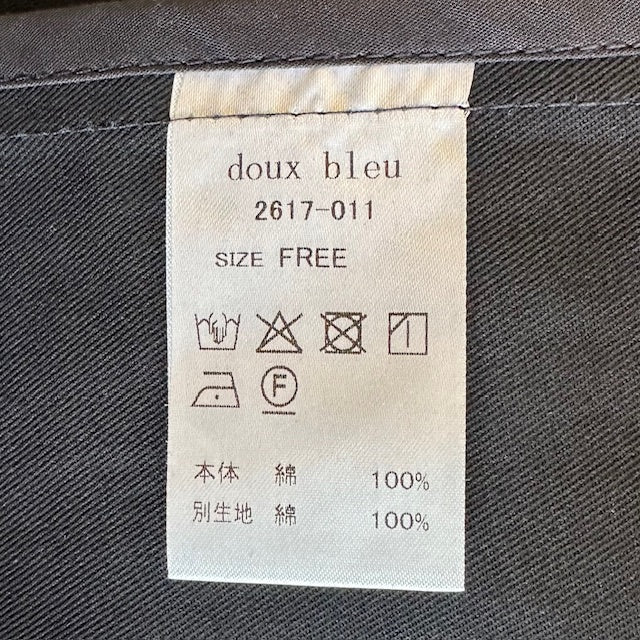 doux bleu
2617-011
SIZE FREE
F
本体 綿 100%
別生地 綿 100%